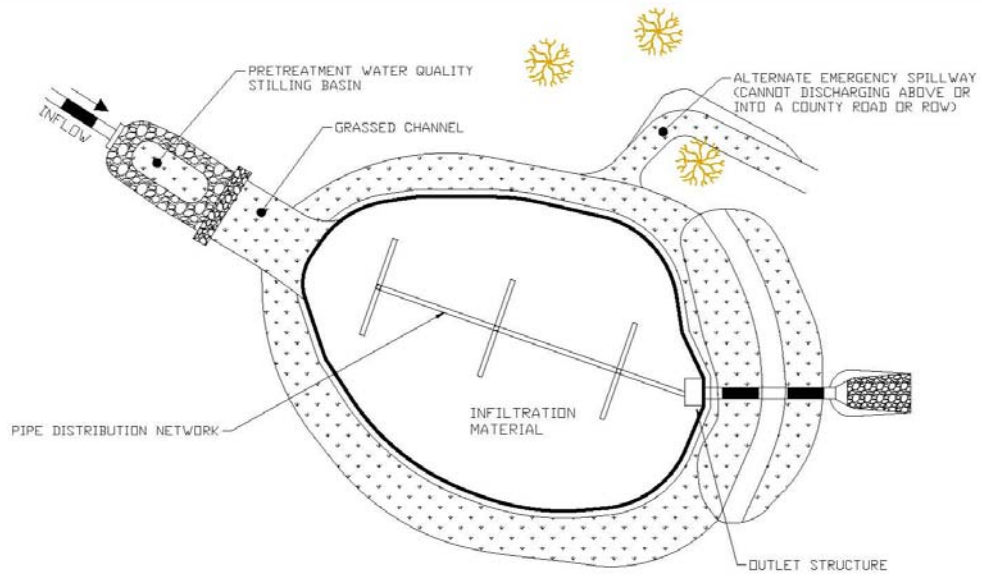 PRETREATMENT WATER QUALITY
STILLING BASIN
ALTERNATE EMERGENCY SPILLWAY
(CANNOT DISCHARGING ABOVE OR
INTO A COUNTY ROAD OR ROW)
INFLOW
GRASSED CHANNEL
INFILTRATION
MATERIAL
PIPE DISTRIBUTION NETWORK
OUTLET STRUCTURE